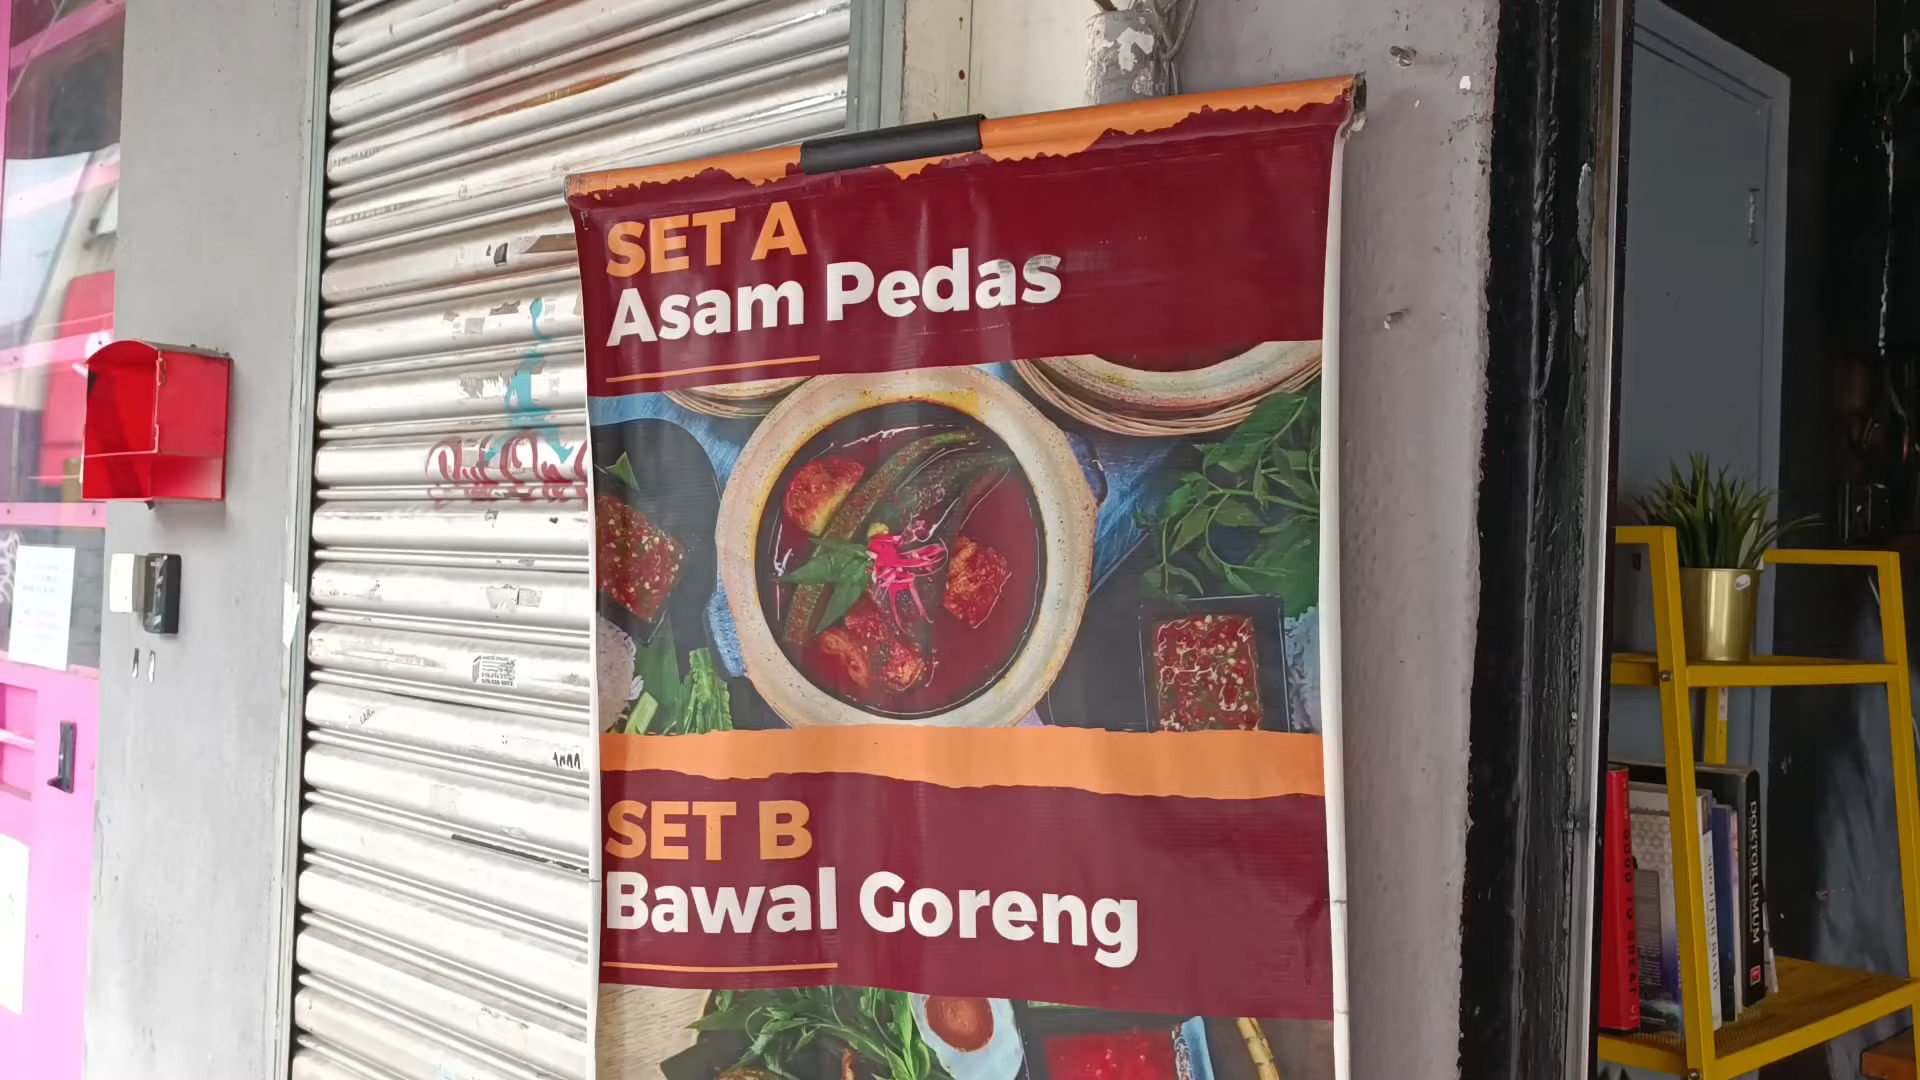 SET A
Asam Pedas
SET B
Bawal Goreng
DOKTOR UMUM